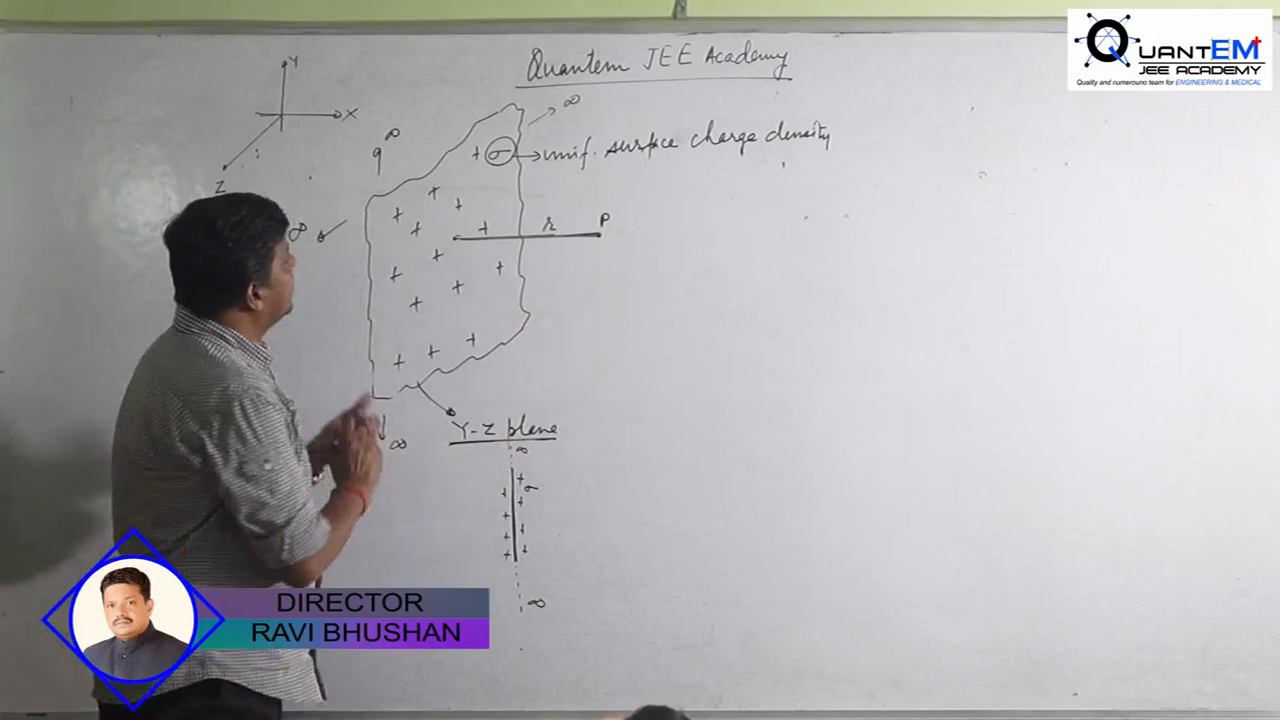 Quantem JEE Academy
QUANTEM
JEE ACADEMY
Quality and numerouno team for ENGINEERING & MEDICAL
Y
X
Z
∞
∞
∞
+ σ → unif. surface charge density
r
P
∞
Y-Z plane
∞
σ
∞
DIRECTOR
RAVI BHUSHAN